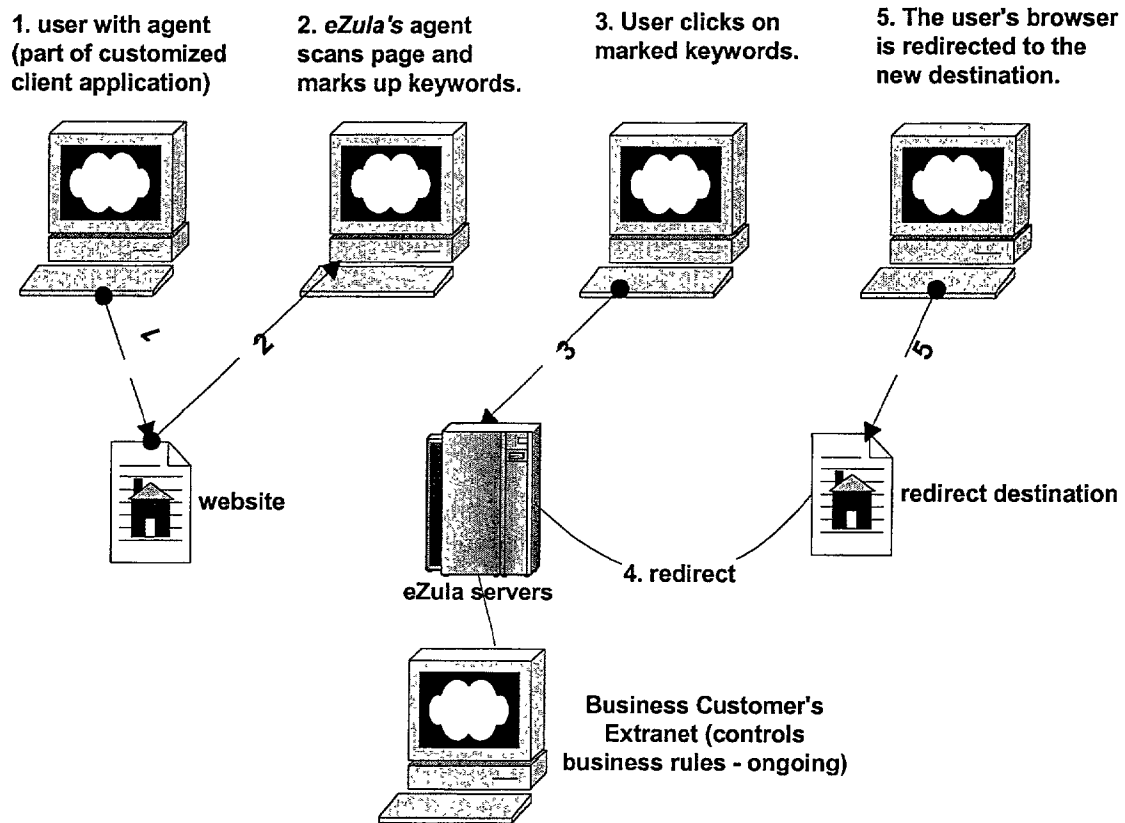 1. user with agent
(part of customized
client application)
2. eZula's agent
scans page and
marks up keywords.
3. User clicks on
marked keywords.
5. The user's browser
is redirected to the
new destination.
1
2
3
5
website
redirect destination
4. redirect
eZula servers
Business Customer's
Extranet (controls
business rules - ongoing)